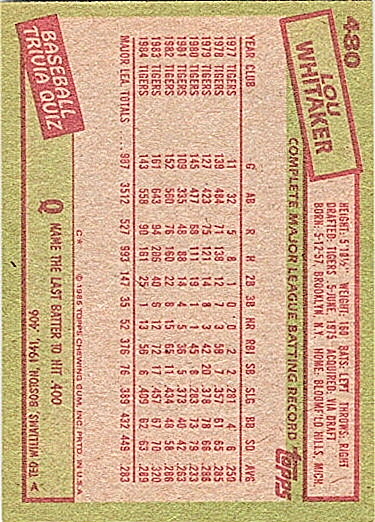 480
LOU
WHITAKER
HEIGHT: 5'10¼" WEIGHT: 160 BATS: LEFT THROWS: RIGHT
DRAFTED: TIGERS 5-JUNE, 1975 ACQUIRED: VIA DRAFT
BORN: 5-12-57 BROOKLYN, N.Y. HOME: BLOOMFIELD HILLS, MICH.
COMPLETE MAJOR LEAGUE BATTING RECORD Topps
YEAR CLUB G AB R H 2B 3B HR RBI SB SLG BB SO AVG
1977 TIGERS 11 32 5 8 1 0 0 2 2 .281 4 6 .250
1978 TIGERS 139 484 71 138 12 7 3 58 7 .357 61 65 .285
1979 TIGERS 127 423 75 121 14 8 3 42 20 .378 78 66 .286
1980 TIGERS 145 477 68 111 19 1 1 45 8 .283 73 79 .233
1981 TIGERS 109 335 48 88 14 4 5 36 5 .373 40 42 .263
1982 TIGERS 152 560 76 160 22 8 15 65 11 .434 48 58 .286
1983 TIGERS 161 643 94 206 40 6 12 72 17 .457 67 70 .320
1984 TIGERS 143 558 90 161 25 1 13 56 6 .407 62 63 .289
MAJOR LEA. TOTALS 987 3512 527 993 147 35 52 376 76 .389 432 449 .283
C* © 1985 TOPPS CHEWING GUM, INC. PRTD. IN U.S.A.
BASEBALL
TRIVIA QUIZ
Q NAME THE LAST BATTER TO HIT .400
A TED WILLIAMS BOSTON, 1941, .406